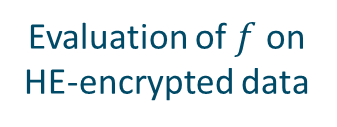 Evaluation of 𝑓 on
HE-encrypted data